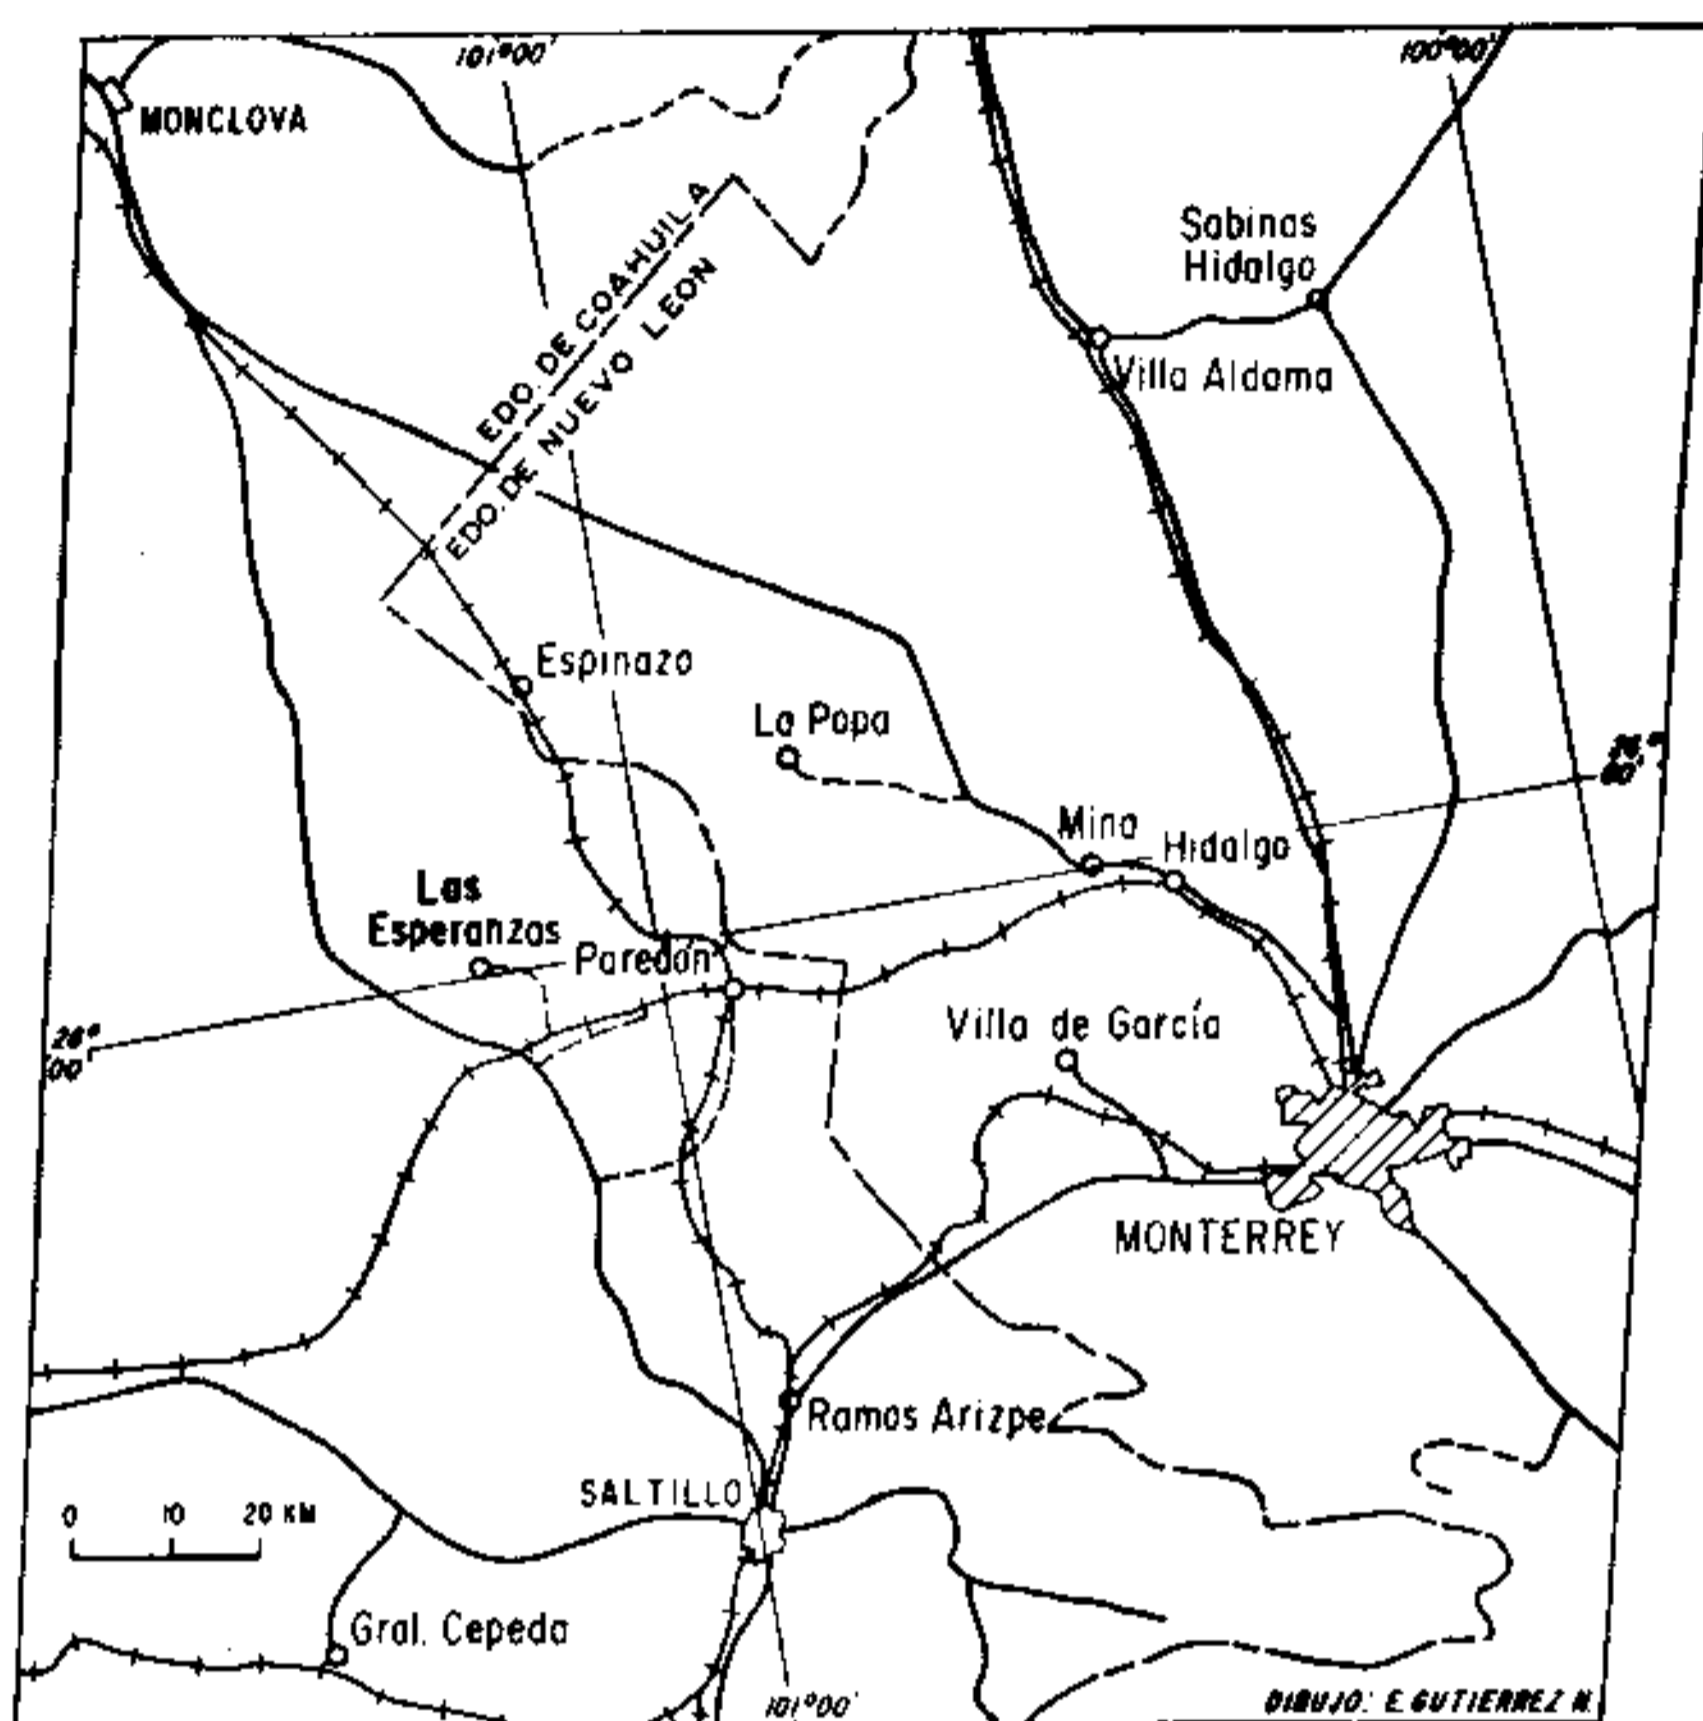 101°00'
100°00'
MONCLOVA
EDO. DE COAHUILA
EDO. DE NUEVO LEON
Sabinas
Hidalgo
Villa Aldama
Espinazo
La Popa
26°
00'
Mina
Hidalgo
Las
Esperanzas
Paredón
Villa de García
26°
00'
MONTERREY
Ramos Arizpe
SALTILLO
0 10 20 KM
Gral. Cepeda
101°00'
DIBUJO: E. GUTIERREZ N.